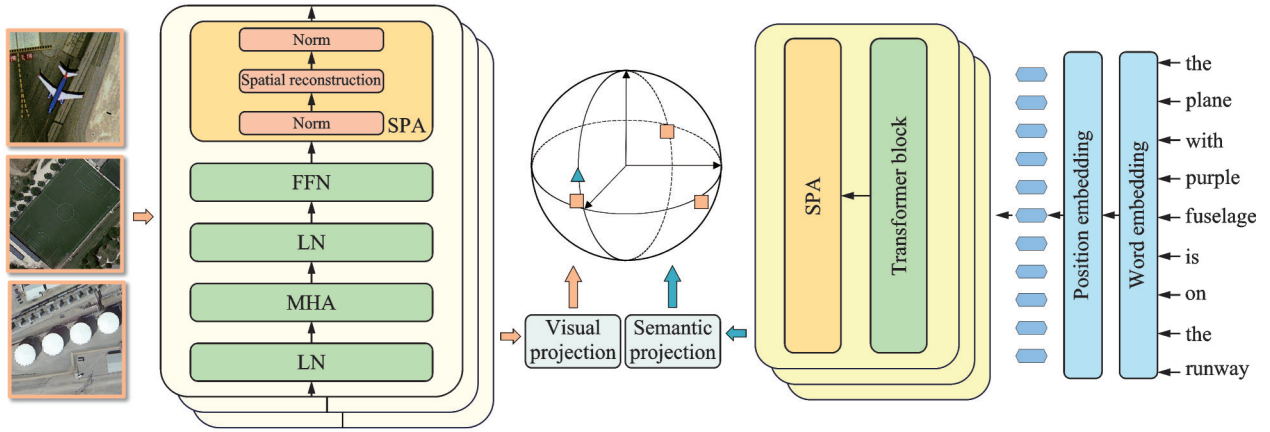 Norm
Spatial reconstruction
Norm
SPA
FFN
LN
MHA
LN
Visual
projection
Semantic
projection
SPA
Transformer block
Position embedding
Word embedding
the
plane
with
purple
fuselage
is
on
the
runway